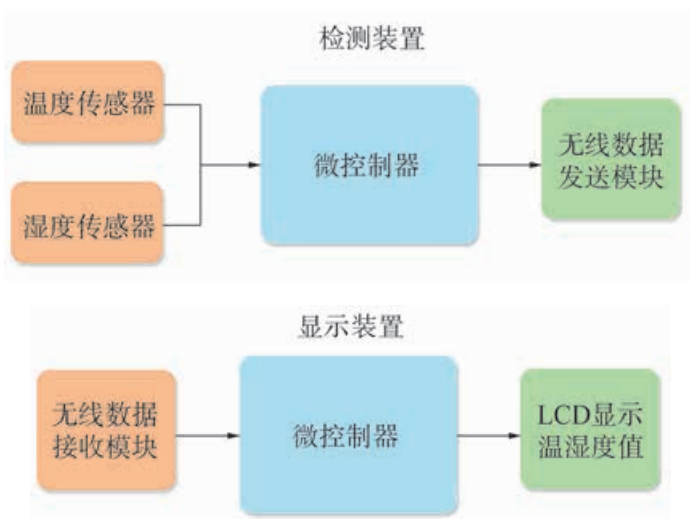 检测装置
温度传感器
湿度传感器
微控制器
无线数据
发送模块
显示装置
无线数据
接收模块
微控制器
LCD显示
温湿度值